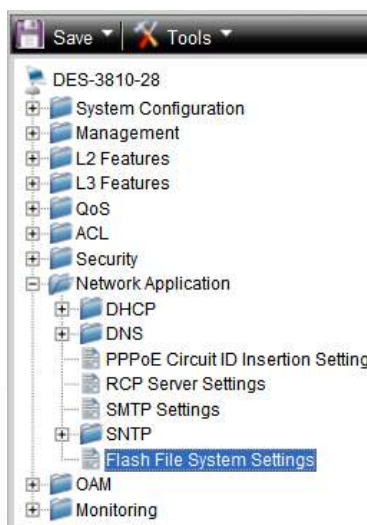 Save Tools
DES-3810-28
System Configuration
Management
L2 Features
L3 Features
QoS
ACL
Security
Network Application
DHCP
DNS
PPPoE Circuit ID Insertion Setting
RCP Server Settings
SMTP Settings
SNTP
Flash File System Settings
OAM
Monitoring